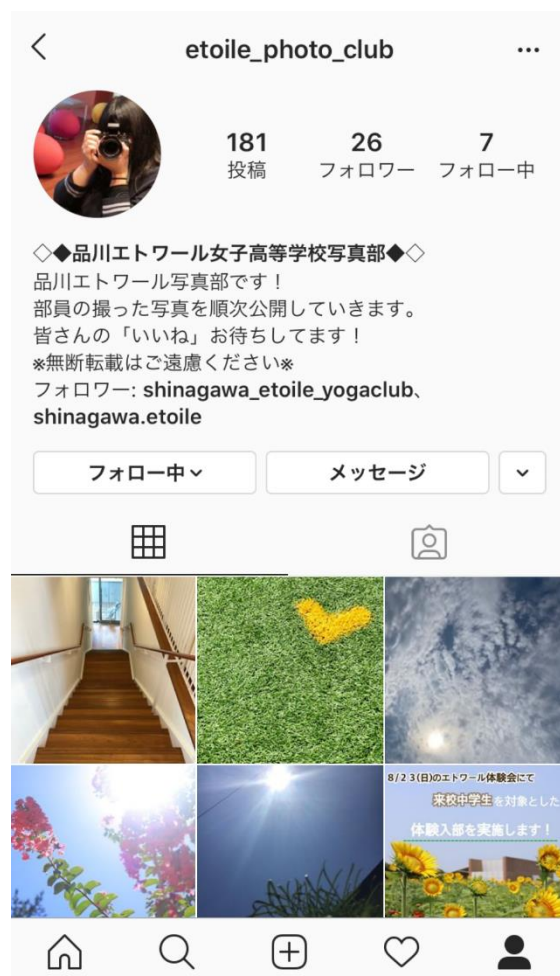 etoile_photo_club
181
投稿
26
フォロワー
7
フォロー中
◇◆品川エトワール女子高等学校写真部◆◇
品川エトワール写真部です！
部員の撮った写真を順次公開していきます。
皆さんの「いいね」お待ちしてます！
※無断転載はご遠慮ください※
フォロワー: shinagawa_etoile_yogaclub、
shinagawa.etoile
フォロー中
メッセージ
8/23(日)のエトワール体験会にて
来校中学生を対象とした
体験入部を実施します！